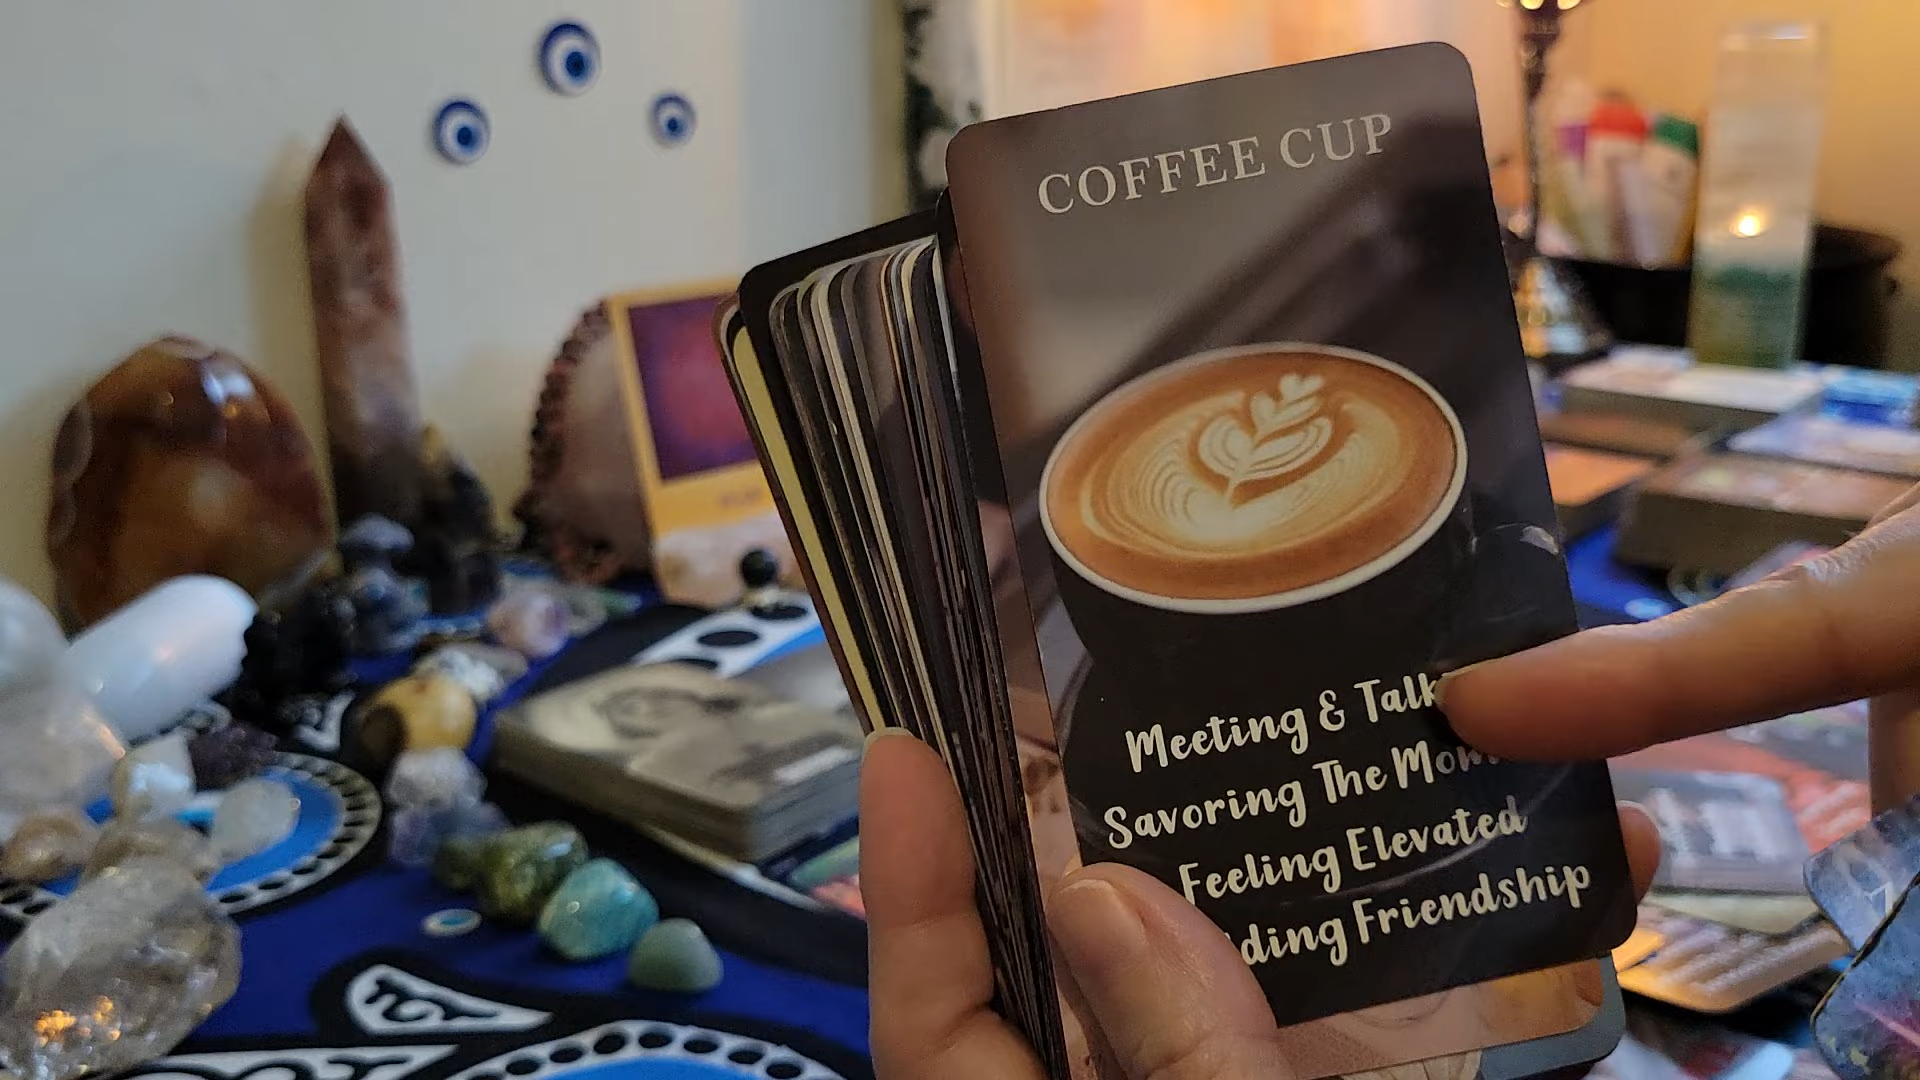 COFFEE CUP
Meeting & Talk
Savoring The Mom
Feeling Elevated
ding Friendship